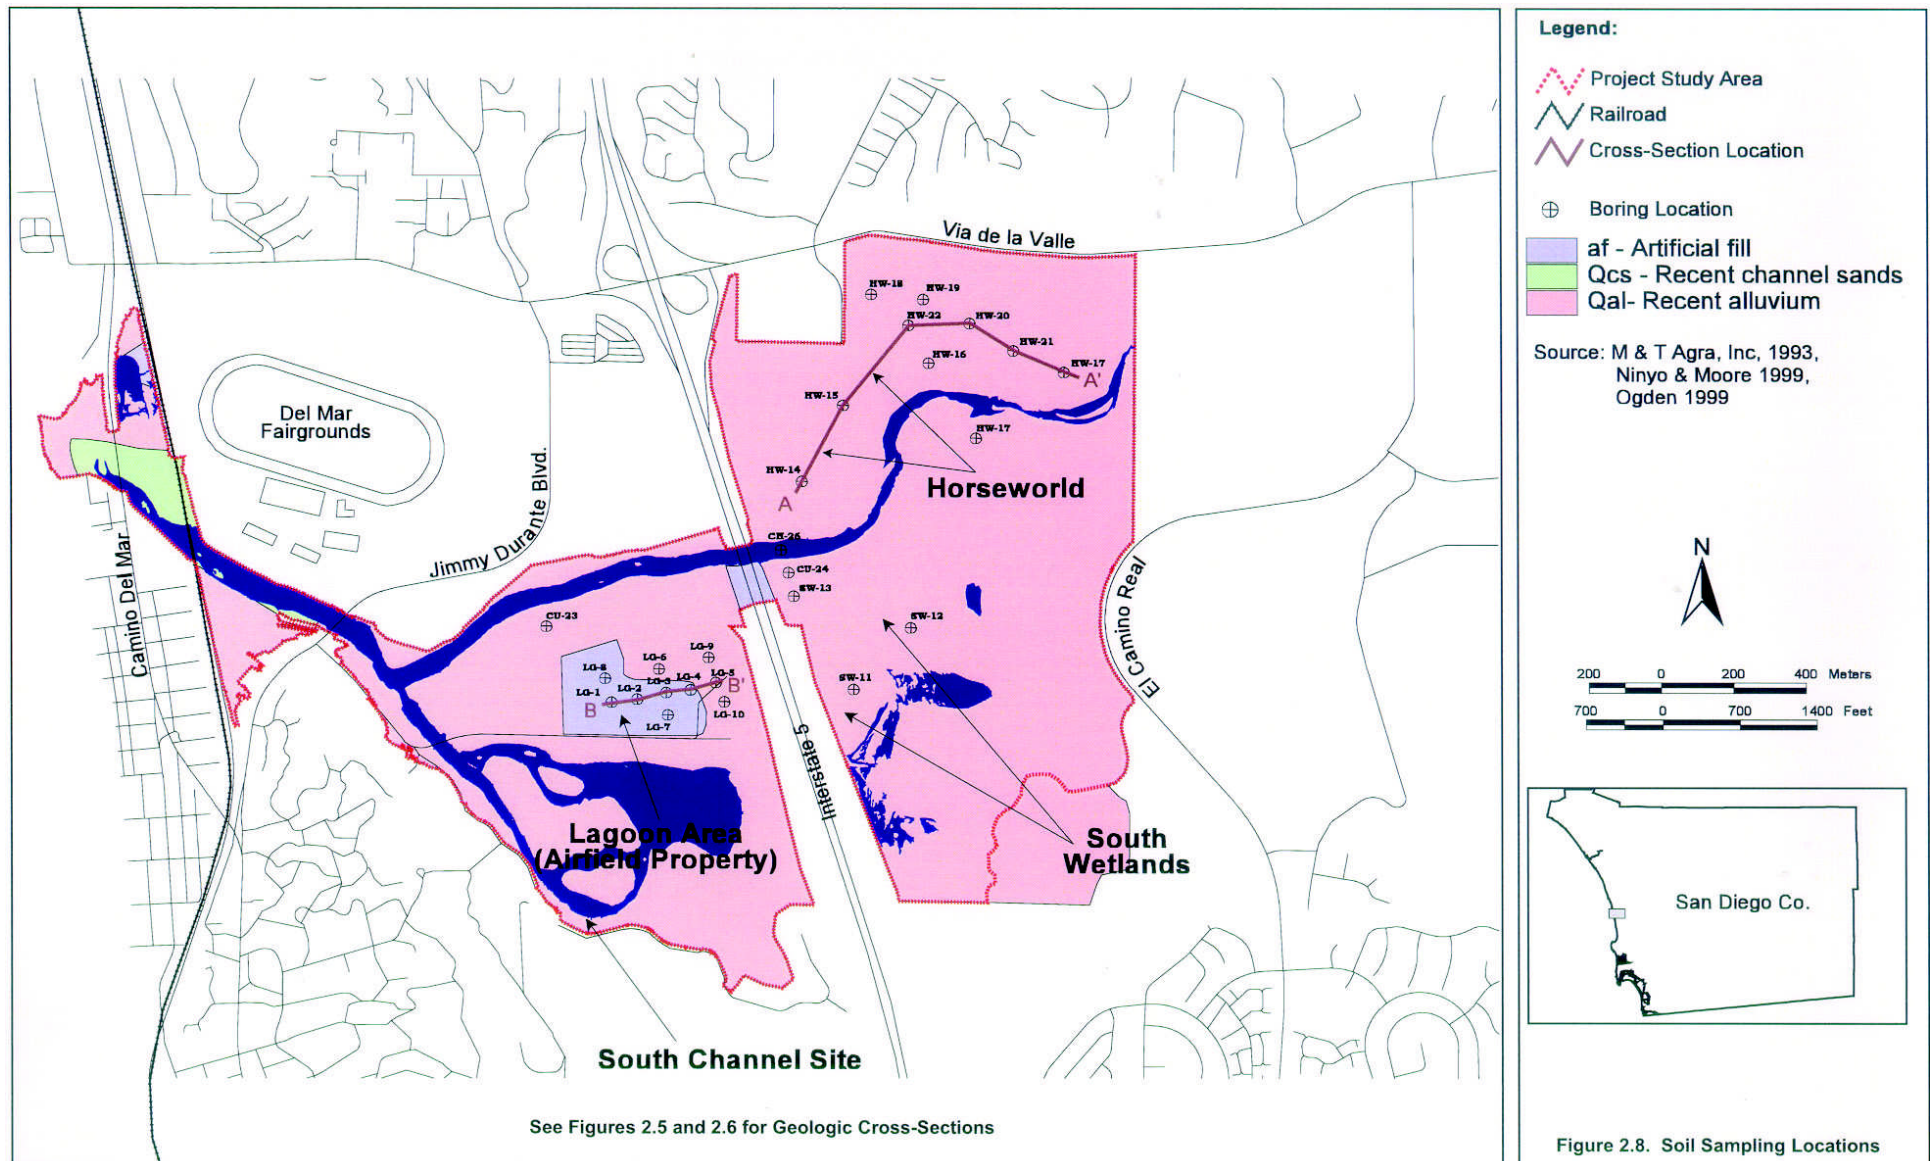 Via de la Valle
HW-18
HW-19
HW-22
HW-20
HW-21
HW-16
HW-17
A'
HW-15
HW-17
HW-14
A
Horseworld
Del Mar
Fairgrounds
Jimmy Durante Blvd.
Camino Del Mar
CU-24
SW-13
CU-23
SW-12
El Camino Real
LG-9
LG-6
LG-8
LG-3
LG-4
LG-5
LG-1
LG-2
B'
B
LG-7
LG-10
SW-11
Interstate 5
Lagoon Area
(Airfield Property)
South
Wetlands
South Channel Site
See Figures 2.5 and 2.6 for Geologic Cross-Sections
Legend:
Project Study Area
Railroad
Cross-Section Location
Boring Location
af - Artificial fill
Qcs - Recent channel sands
Qal- Recent alluvium
Source: M & T Agra, Inc, 1993,
Ninyo & Moore 1999,
Ogden 1999
N
200 0 200 400 Meters
700 0 700 1400 Feet
San Diego Co.
Figure 2.8. Soil Sampling Locations